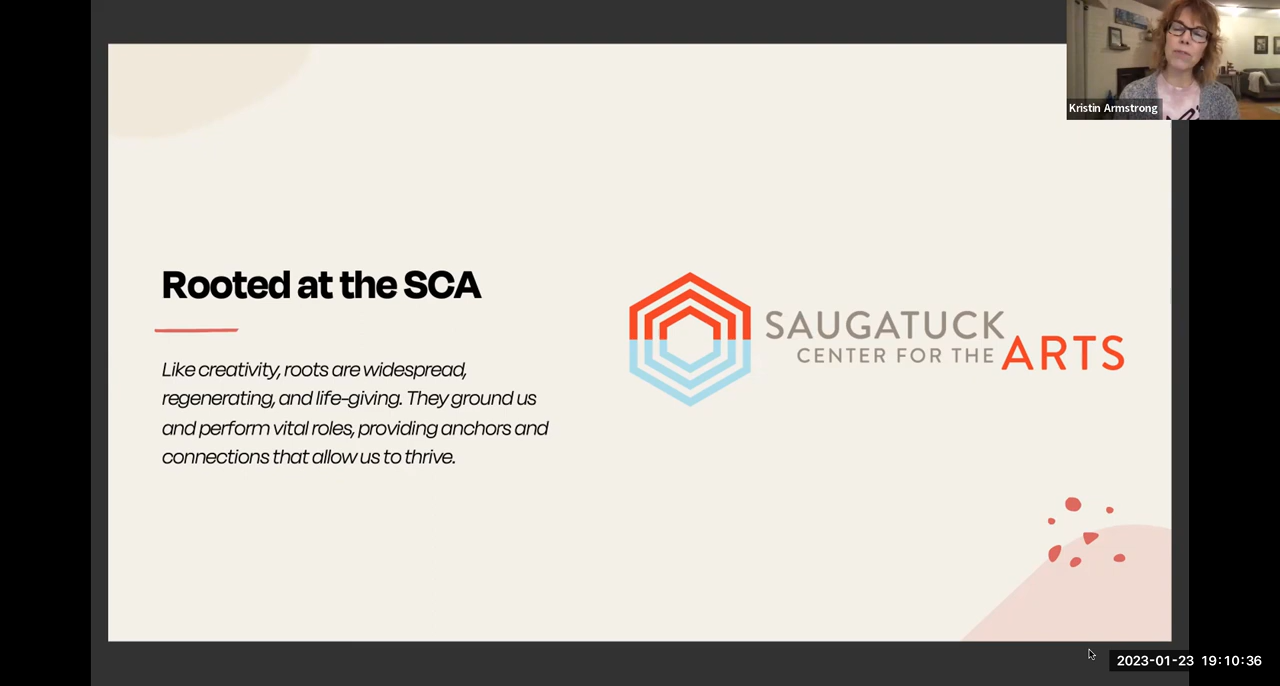 Kristin Armstrong
Rooted at the SCA
Like creativity, roots are widespread,
regenerating, and life-giving. They ground us
and perform vital roles, providing anchors and
connections that allow us to thrive.
SAUGATUCK
CENTER FOR THE ARTS
2023-01-23 19:10:36